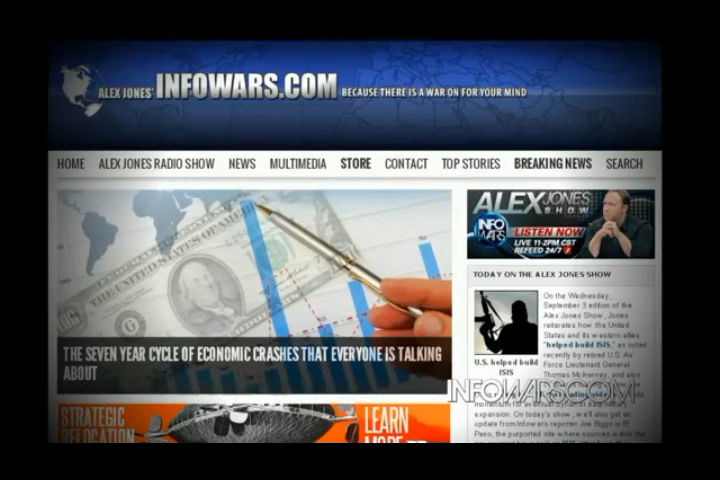 ALEX JONES' INFOWARS.COM BECAUSE THERE IS A WAR ON FOR YOUR MIND
HOME ALEX JONES RADIO SHOW NEWS MULTIMEDIA STORE CONTACT TOP STORIES BREAKING NEWS SEARCH
THE UNITED STATES OF AMERICA
THE SEVEN YEAR CYCLE OF ECONOMIC CRASHES THAT EVERYONE IS TALKING
ABOUT
STRATEGIC
RELOCATION
LEARN
MORE
ALEX JONES
SHOW
INFO
WARS
LISTEN NOW
LIVE 11-2PM CST
REFEED 24/7
TODAY ON THE ALEX JONES SHOW
U.S. helped build
ISIS
On the Wednesday,
September 3 edition of the
Alex Jones Show, Jones
reiterates how the United
States and its western allies
"helped build ISIS," as noted
recently by retired U.S. Air
Force Lieutenant General
Thomas McInerney, and also
INFOWARS.COM
expansion. On today's show, we'll also get an
update from Infowars reporter Joe Biggs in El
Paso, the purported site where sources within the